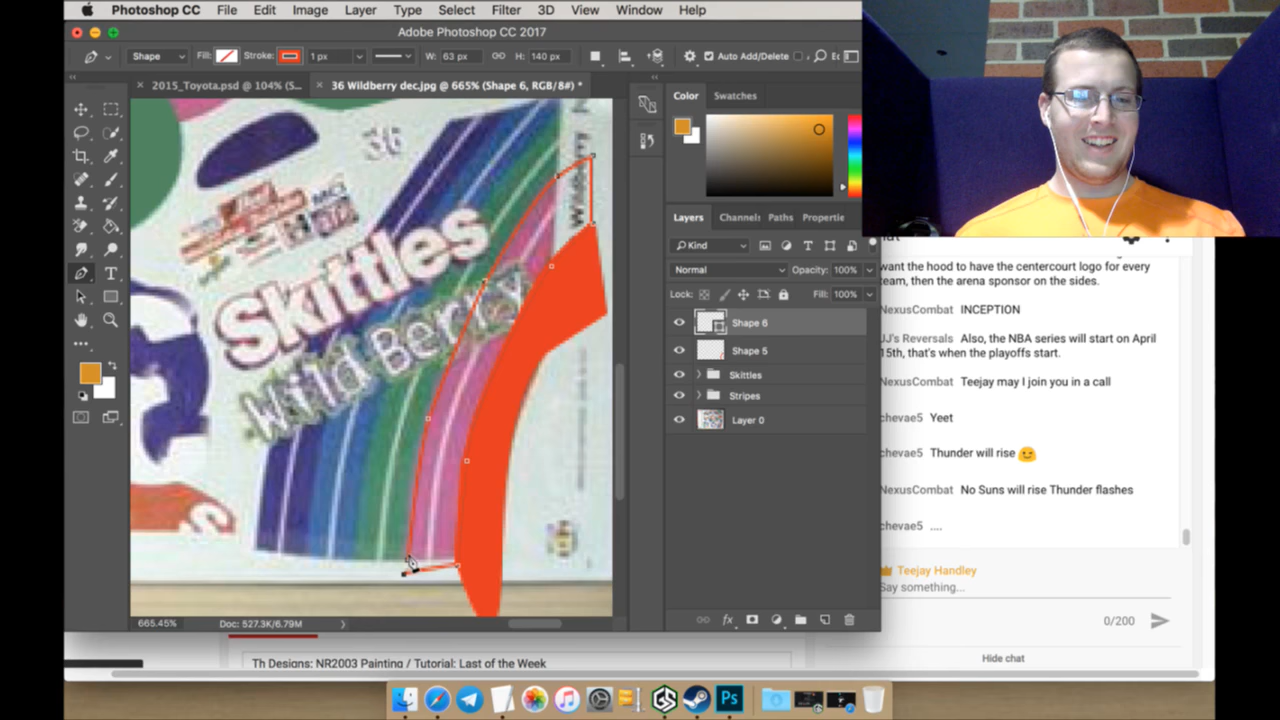 Photoshop CC File Edit Image Layer Type Select Filter 3D View Window Help
Adobe Photoshop CC 2017
Shape Fill: Stroke: 1 px W: 63 px H: 140 px Auto Add/Delete
2015_Toyota.psd @ 104% (S... 36 Wildberry dec.jpg @ 665% (Shape 6, RGB/8#) *
36
Wildberry
Skittles
Wild Berry
Color Swatches
Layers Channels Paths Propertie
Kind
Normal Opacity: 100%
Lock: Fill: 100%
Shape 6
Shape 5
Skittles
Stripes
Layer 0
665.45% Doc: 527.3K/6.79M
want the hood to have the centercourt logo for every
team, then the arena sponsor on the sides.
NexusCombat INCEPTION
JJ's Reversals Also, the NBA series will start on April
15th, that's when the playoffs start.
NexusCombat Teejay may I join you in a call
chevae5 Yeet
chevae5 Thunder will rise
NexusCombat No Suns will rise Thunder flashes
chevae5 ....
Teejay Handley
Say something...
0/200
Hide chat
Th Designs: NR2003 Painting / Tutorial: Last of the Week
GS
Ps